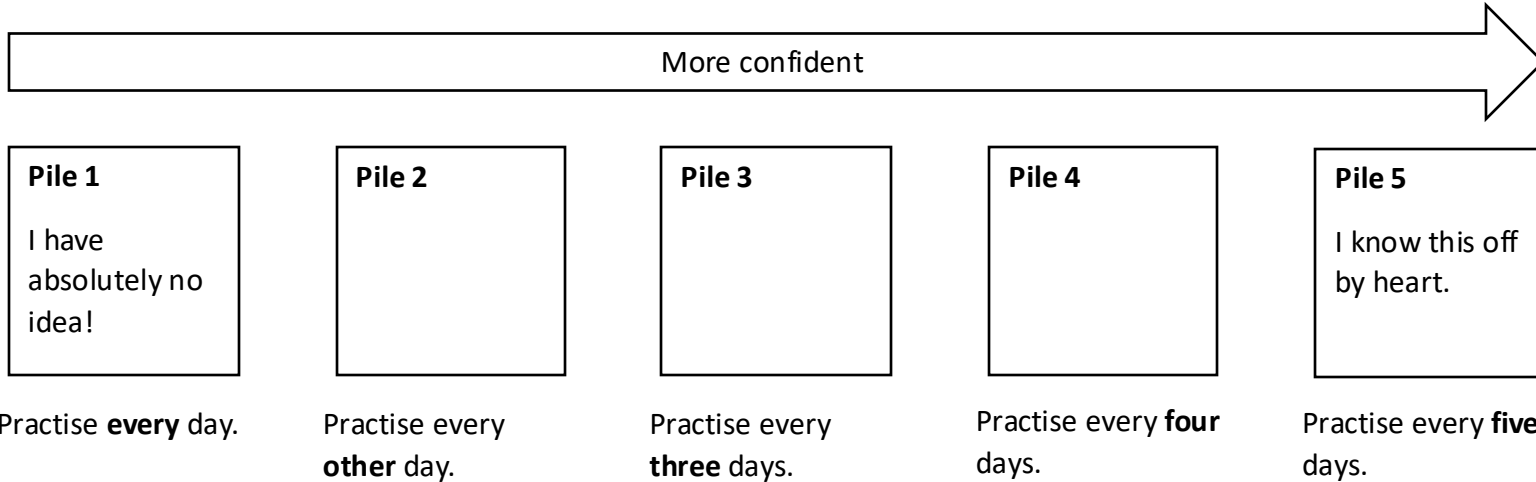 More confident
Pile 1
I have
absolutely no
idea!
Practise every day.
Pile 2
Practise every
other day.
Pile 3
Practise every
three days.
Pile 4
Practise every four
days.
Pile 5
I know this off
by heart.
Practise every five
days.